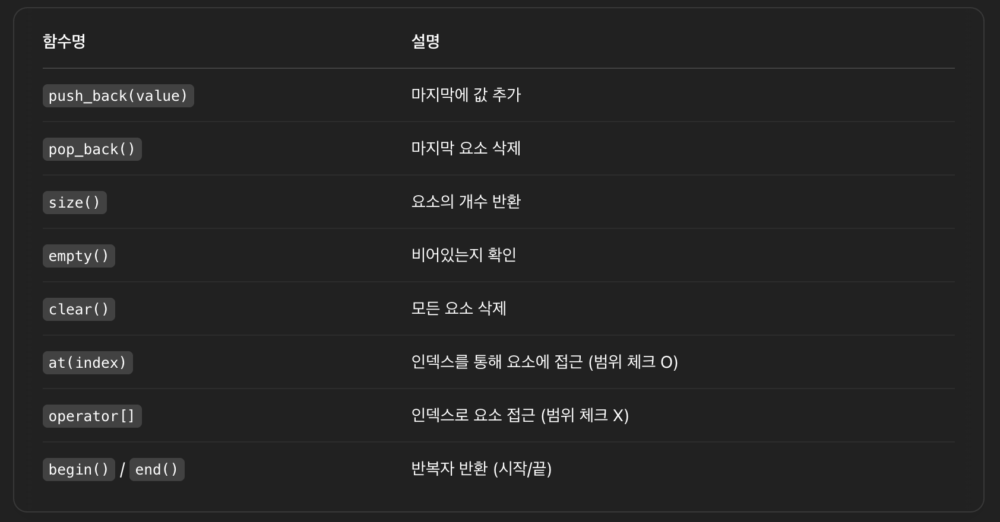 함수명 설명
push_back(value) 마지막에 값 추가
pop_back() 마지막 요소 삭제
size() 요소의 개수 반환
empty() 비어있는지 확인
clear() 모든 요소 삭제
at(index) 인덱스를 통해 요소에 접근 (범위 체크 O)
operator[] 인덱스로 요소 접근 (범위 체크 X)
begin() / end() 반복자 반환 (시작/끝)